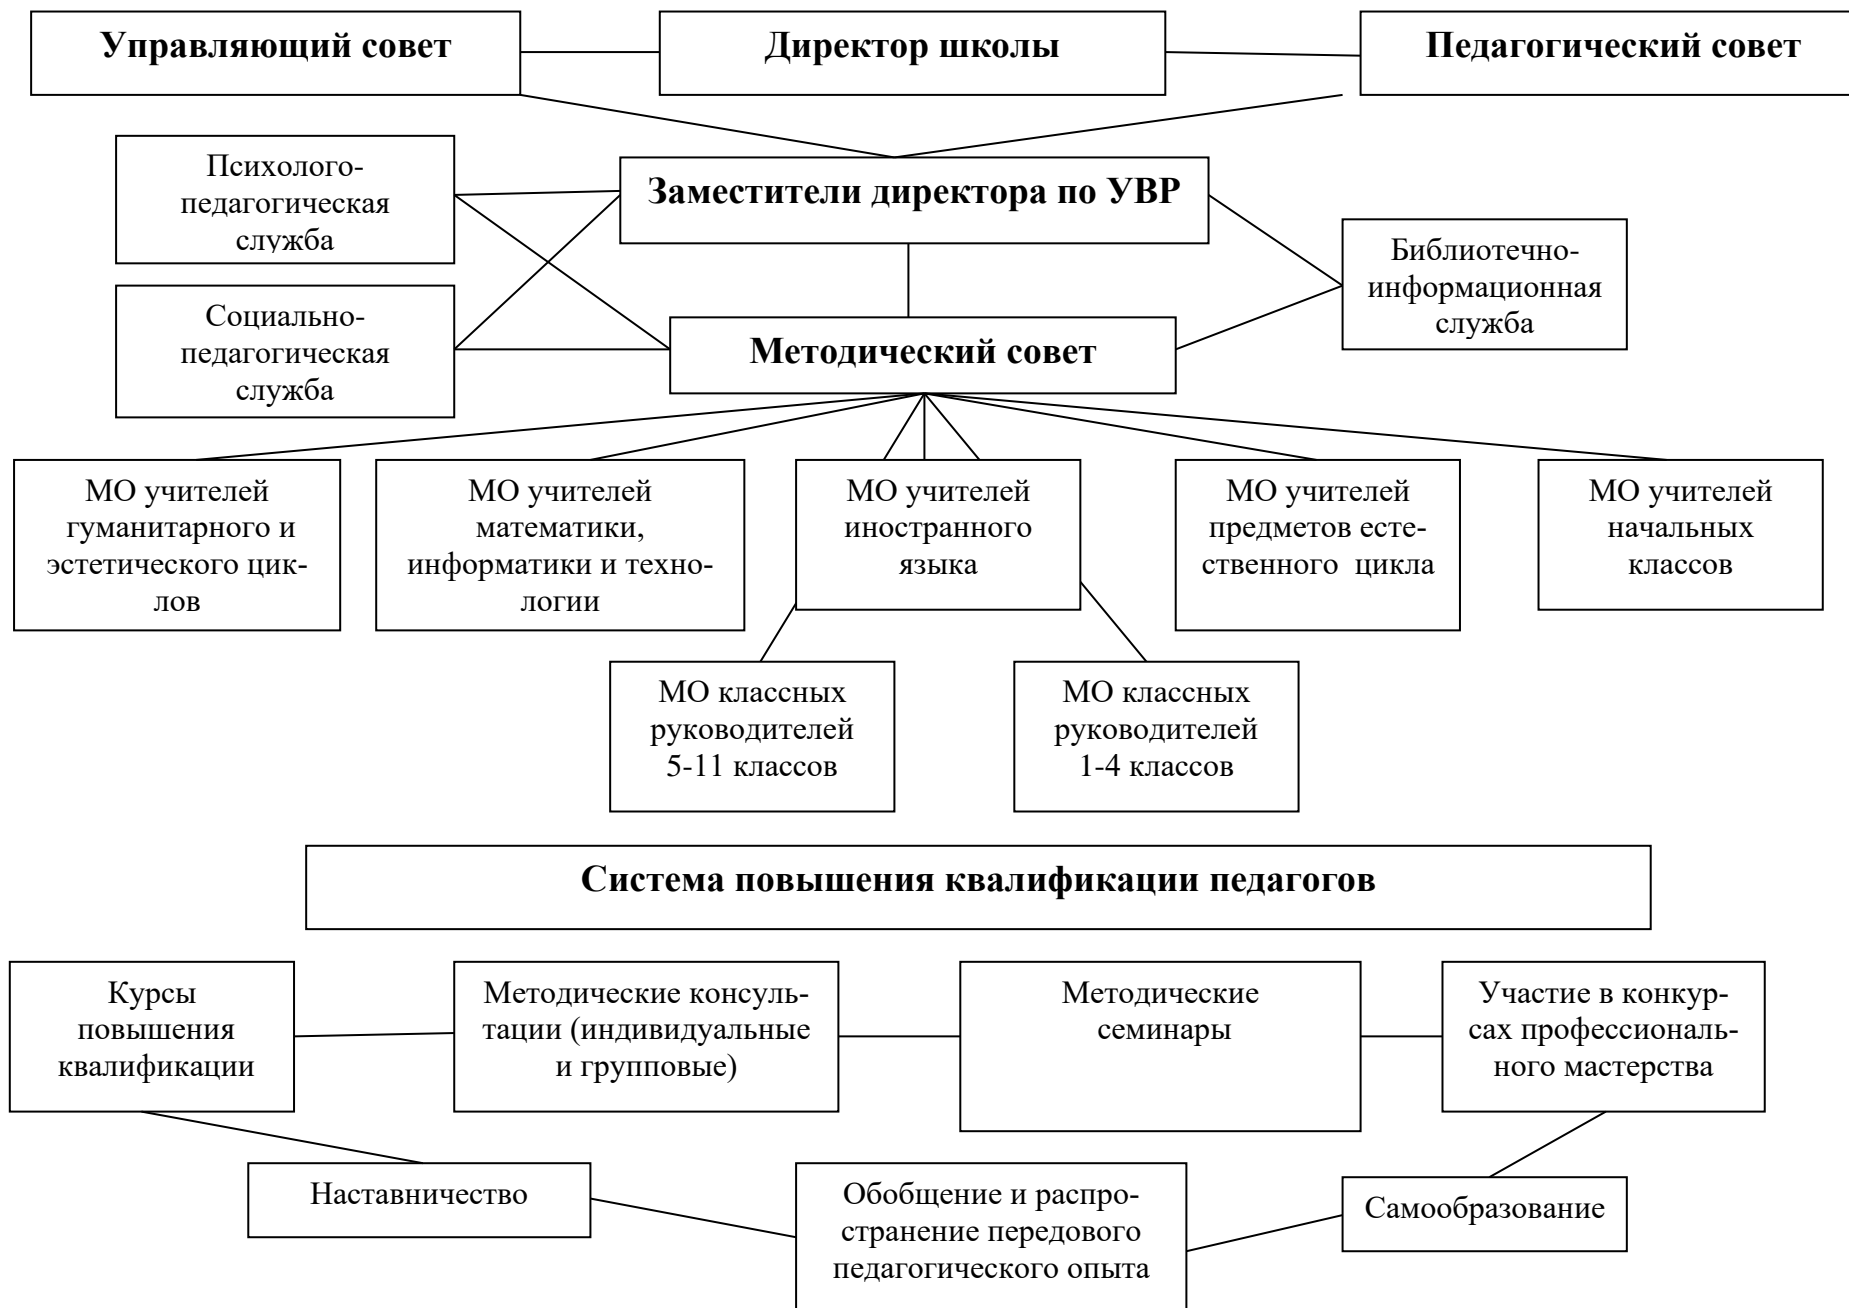 Управляющий совет
Директор школы
Педагогический совет
Психолого-
педагогическая
служба
Заместители директора по УВР
Библиотечно-
информационная
служба
Социально-
педагогическая
служба
Методический совет
МО учителей
гуманитарного и
эстетического цик-
лов
МО учителей
математики,
информатики и техно-
логии
МО учителей
иностранного
языка
МО учителей
предметов есте-
ственного цикла
МО учителей
начальных
классов
МО классных
руководителей
5-11 классов
МО классных
руководителей
1-4 классов
Система повышения квалификации педагогов
Курсы
повышения
квалификации
Методические консуль-
тации (индивидуальные
и групповые)
Методические
семинары
Участие в конкур-
сах профессиональ-
ного мастерства
Наставничество
Обобщение и распро-
странение передового
педагогического опыта
Самообразование